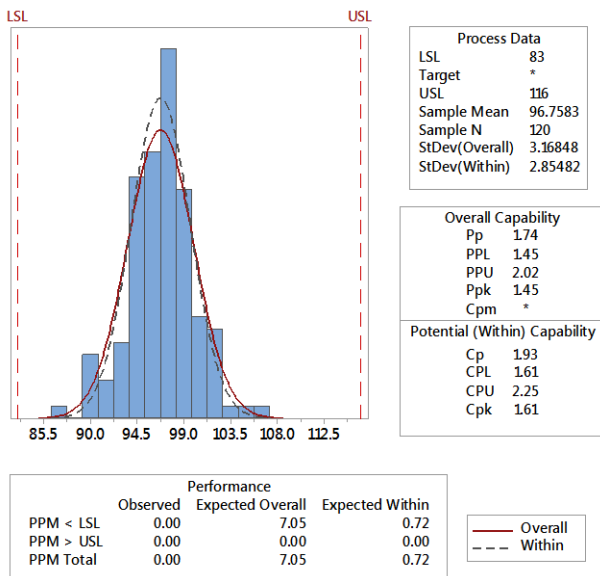 LSL USL
85.5 90.0 94.5 99.0 103.5 108.0 112.5
Process Data
LSL 83
Target *
USL 116
Sample Mean 96.7583
Sample N 120
StDev(Overall) 3.16848
StDev(Within) 2.85482
Overall Capability
Pp 1.74
PPL 1.45
PPU 2.02
Ppk 1.45
Cpm *
Potential (Within) Capability
Cp 1.93
CPL 1.61
CPU 2.25
Cpk 1.61
Performance
Observed Expected Overall Expected Within
PPM < LSL 0.00 7.05 0.72
PPM > USL 0.00 0.00 0.00
PPM Total 0.00 7.05 0.72
Overall
Within